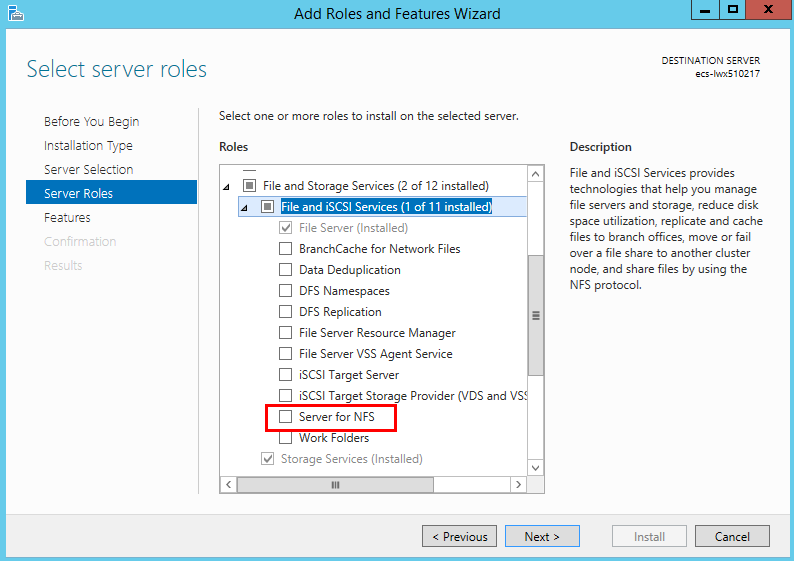 Add Roles and Features Wizard
Select server roles
DESTINATION SERVER
ecs-lwx510217
Before You Begin
Installation Type
Server Selection
Server Roles
Features
Confirmation
Results
Select one or more roles to install on the selected server.
Roles
File and Storage Services (2 of 12 installed)
File and iSCSI Services (1 of 11 installed)
File Server (Installed)
BranchCache for Network Files
Data Deduplication
DFS Namespaces
DFS Replication
File Server Resource Manager
File Server VSS Agent Service
iSCSI Target Server
iSCSI Target Storage Provider (VDS and VSS
Server for NFS
Work Folders
Storage Services (Installed)
Description
File and iSCSI Services provides
technologies that help you manage
file servers and storage, reduce disk
space utilization, replicate and cache
files to branch offices, move or fail
over a file share to another cluster
node, and share files by using the
NFS protocol.
< Previous
Next >
Install
Cancel